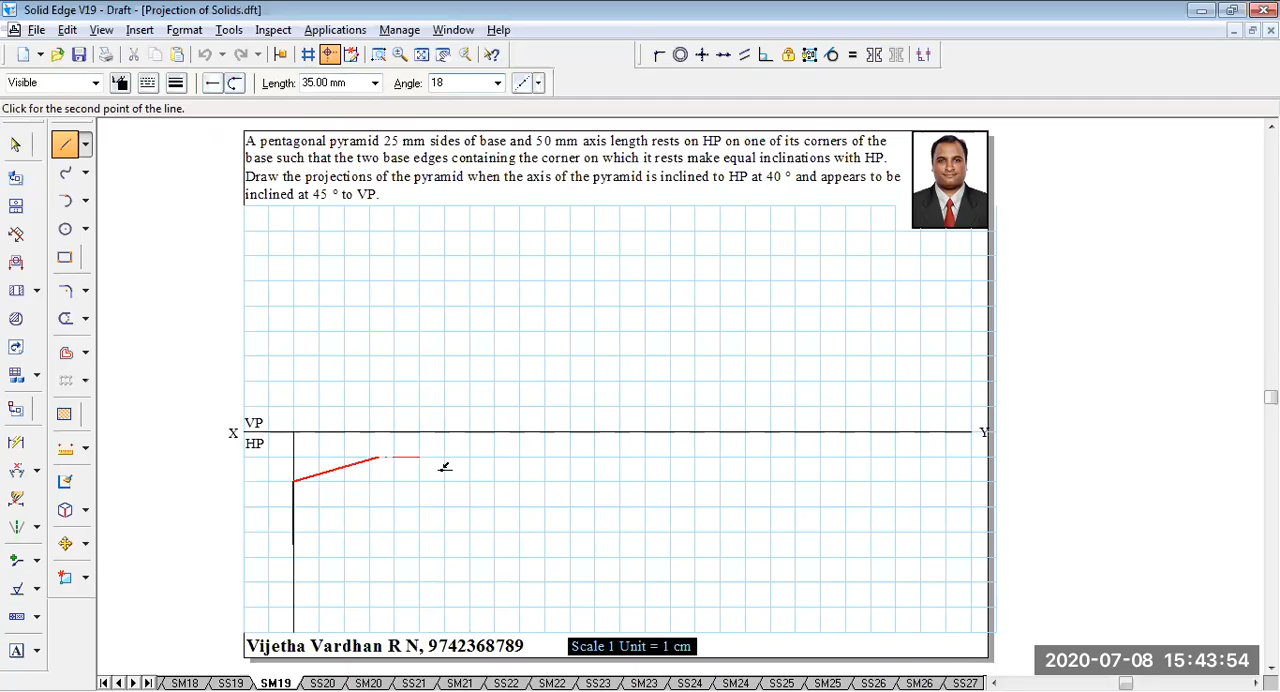 Solid Edge V19 - Draft - [Projection of Solids.dft]
File Edit View Insert Format Tools Inspect Applications Manage Window Help
Visible Length: 35.00 mm Angle: 18
Click for the second point of the line.
A pentagonal pyramid 25 mm sides of base and 50 mm axis length rests on HP on one of its corners of the
base such that the two base edges containing the corner on which it rests make equal inclinations with HP.
Draw the projections of the pyramid when the axis of the pyramid is inclined to HP at 40 ° and appears to be
inclined at 45 ° to VP.
VP
X Y
HP
Vijetha Vardhan R N, 9742368789 Scale 1 Unit = 1 cm
2020-07-08 15:43:54
SM18 SS19 SM19 SS20 SM20 SS21 SM21 SS22 SM22 SS23 SM23 SS24 SM24 SS25 SM25 SS26 SM26 SS27